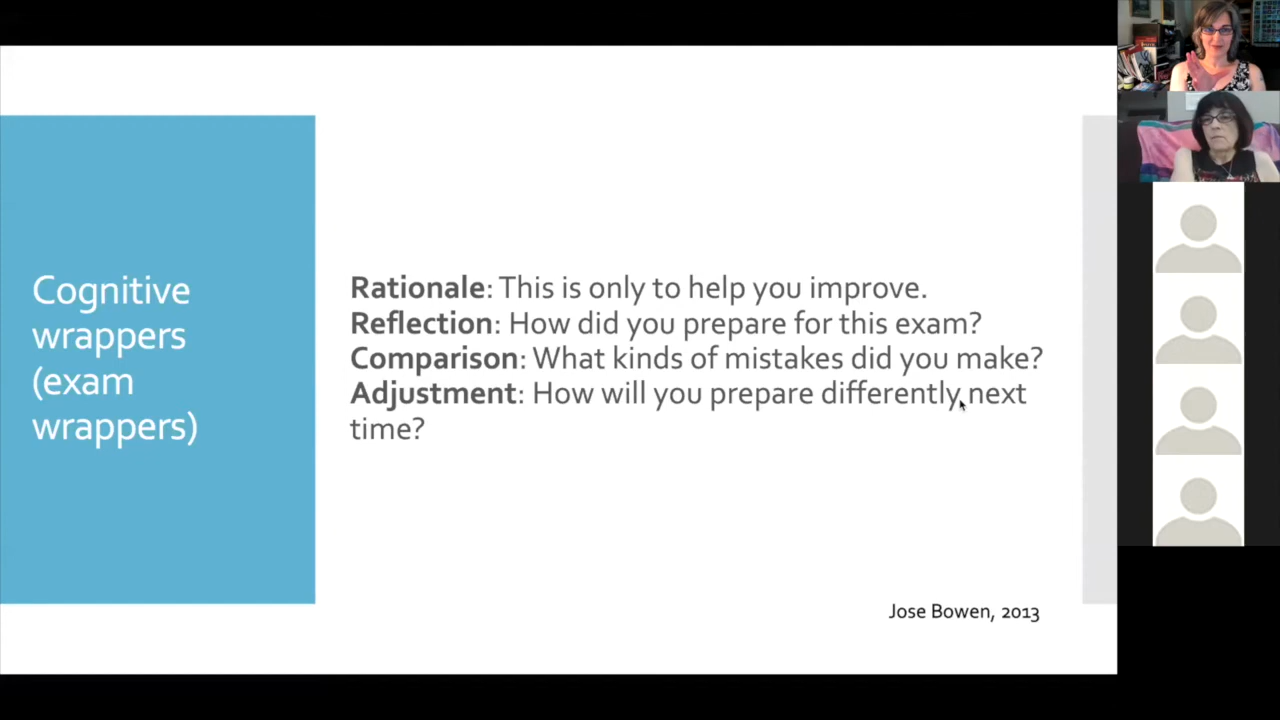 Cognitive
wrappers
(exam
wrappers)
Rationale: This is only to help you improve.
Reflection: How did you prepare for this exam?
Comparison: What kinds of mistakes did you make?
Adjustment: How will you prepare differently next
time?
Jose Bowen, 2013